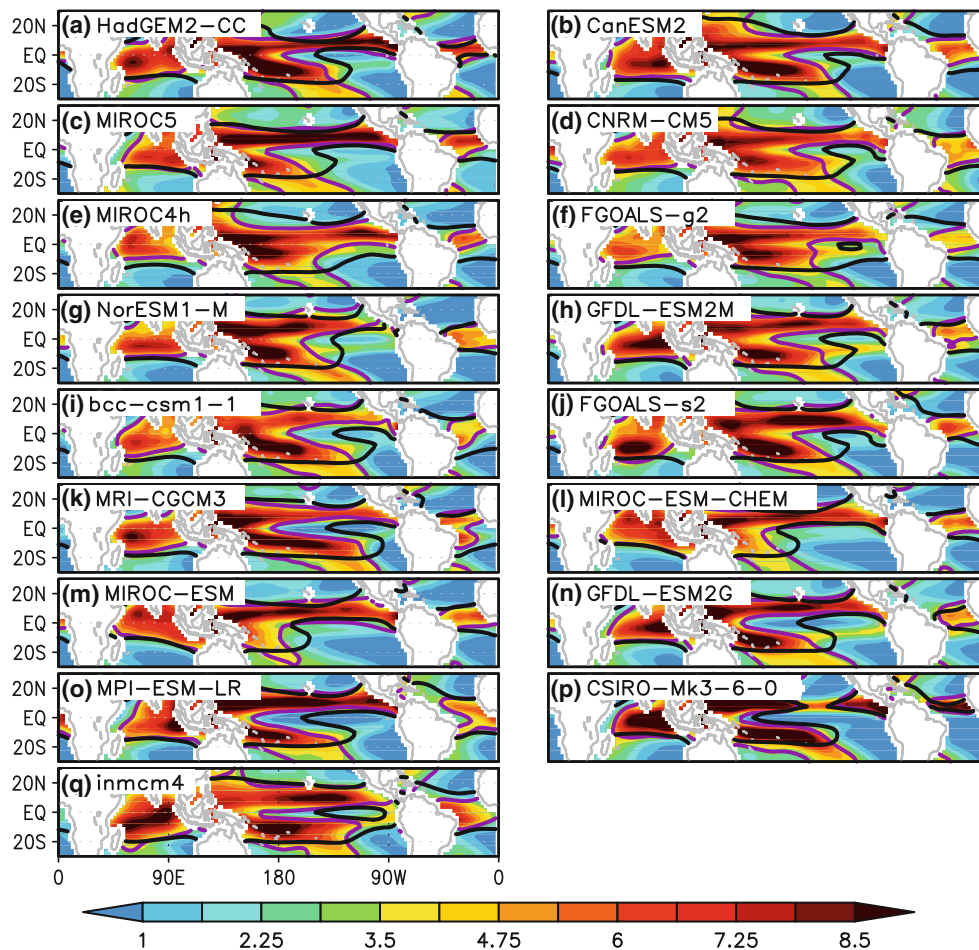 (a) HadGEM2-CC
(b) CanESM2
20N
EQ
20S
(c) MIROC5
(d) CNRM-CM5
20N
EQ
20S
(e) MIROC4h
(f) FGOALS-g2
20N
EQ
20S
(g) NorESM1-M
(h) GFDL-ESM2M
20N
EQ
20S
(i) bcc-csm1-1
(j) FGOALS-s2
20N
EQ
20S
(k) MRI-CGCM3
(l) MIROC-ESM-CHEM
20N
EQ
20S
(m) MIROC-ESM
(n) GFDL-ESM2G
20N
EQ
20S
(o) MPI-ESM-LR
(p) CSIRO-Mk3-6-0
20N
EQ
20S
(q) inmcm4
20N
EQ
20S
0 90E 180 90W 0
1 2.25 3.5 4.75 6 7.25 8.5